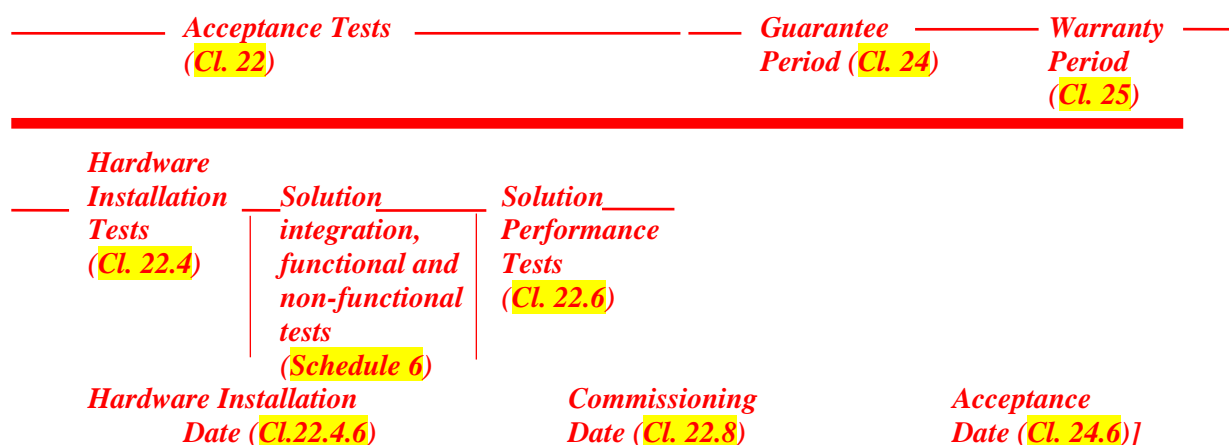 Acceptance Tests
(Cl. 22)
Guarantee
Period (Cl. 24)
Warranty
Period
(Cl. 25)
Hardware
Installation
Tests
(Cl. 22.4)
Solution
integration,
functional and
non-functional
tests
(Schedule 6)
Solution
Performance
Tests
(Cl. 22.6)
Hardware Installation
Date (Cl.22.4.6)
Commissioning
Date (Cl. 22.8)
Acceptance
Date (Cl. 24.6)]